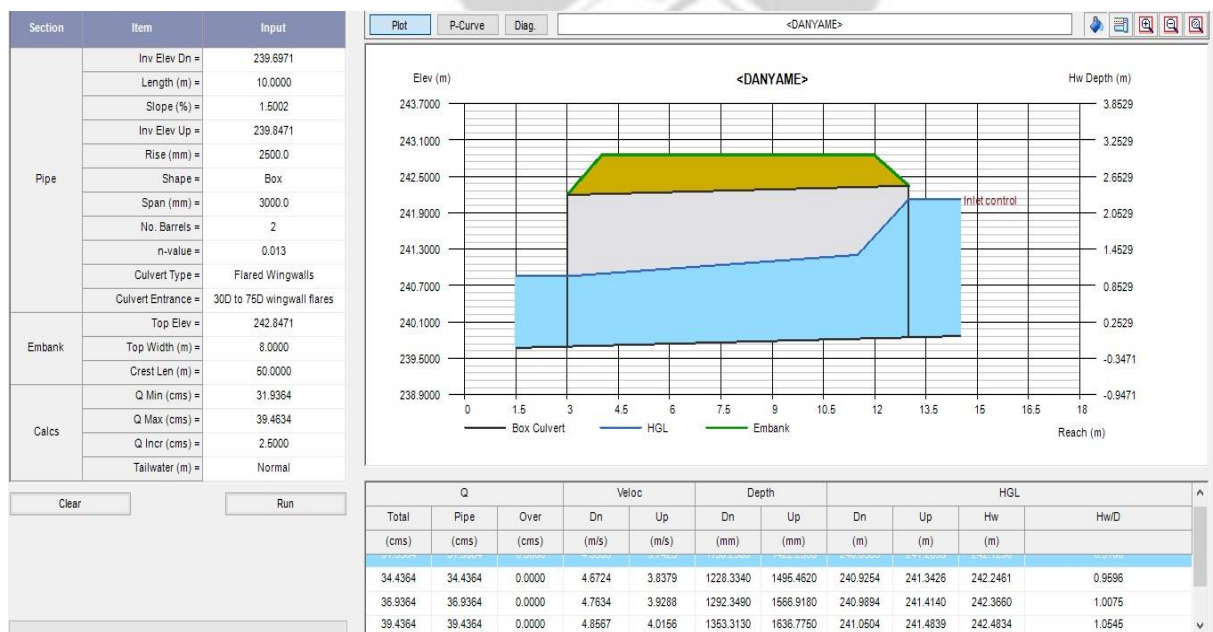 Section Item Input
Pipe
Inv Elev Dn = 239.6971
Length (m) = 10.0000
Slope (%) = 1.5002
Inv Elev Up = 239.8471
Rise (mm) = 2500.0
Shape = Box
Span (mm) = 3000.0
No. Barrels = 2
n-value = 0.013
Culvert Type = Flared Wingwalls
Culvert Entrance = 30D to 75D wingwall flares
Embank
Top Elev = 242.8471
Top Width (m) = 8.0000
Crest Len (m) = 50.0000
Calcs
Q Min (cms) = 31.9364
Q Max (cms) = 39.4634
Q Incr (cms) = 2.5000
Tailwater (m) = Normal
Clear Run
Plot P-Curve Diag. <DANYAME>
Elev (m) <DANYAME> Hw Depth (m)
243.7000 3.8529
243.1000 3.2529
242.5000 2.6529
241.9000 2.0529
Inlet control
241.3000 1.4529
240.7000 0.8529
240.1000 0.2529
239.5000 -0.3471
238.9000 -0.9471
0 1.5 3 4.5 6 7.5 9 10.5 12 13.5 15 16.5 18
Box Culvert HGL Embank Reach (m)
Q Veloc Depth HGL
Total Pipe Over Dn Up Dn Up Dn Up Hw Hw/D
(cms) (cms) (cms) (m/s) (m/s) (mm) (mm) (m) (m) (m)
34.4364 34.4364 0.0000 4.6724 3.8379 1228.3340 1495.4620 240.9254 241.3426 242.2461 0.9596
36.9364 36.9364 0.0000 4.7634 3.9288 1292.3490 1566.9180 240.9894 241.4140 242.3660 1.0075
39.4364 39.4364 0.0000 4.8567 4.0156 1353.3130 1636.7750 241.0504 241.4839 242.4834 1.0545